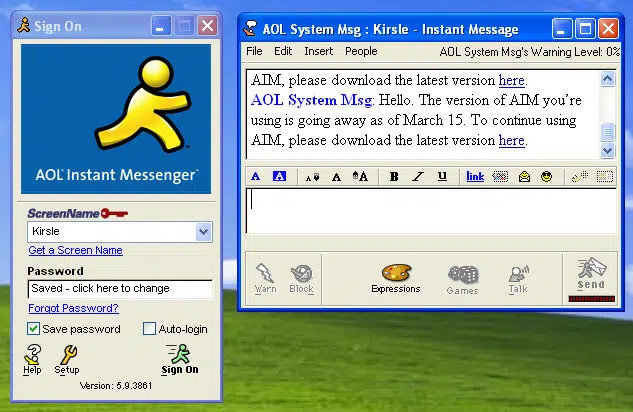 Sign On
AOL Instant Messenger
ScreenName
Kirsle
Get a Screen Name
Password
Saved - click here to change
Forgot Password?
Save password Auto-login
Help Setup Sign On
Version: 5.9.3861
AOL System Msg : Kirsle - Instant Message
File Edit Insert People AOL System Msg's Warning Level: 0%
AIM, please download the latest version here.
AOL System Msg: Hello. The version of AIM you're
using is going away as of March 15. To continue using
AIM, please download the latest version here.
A A A A A B I U link
Warn Block Expressions Games Talk Send